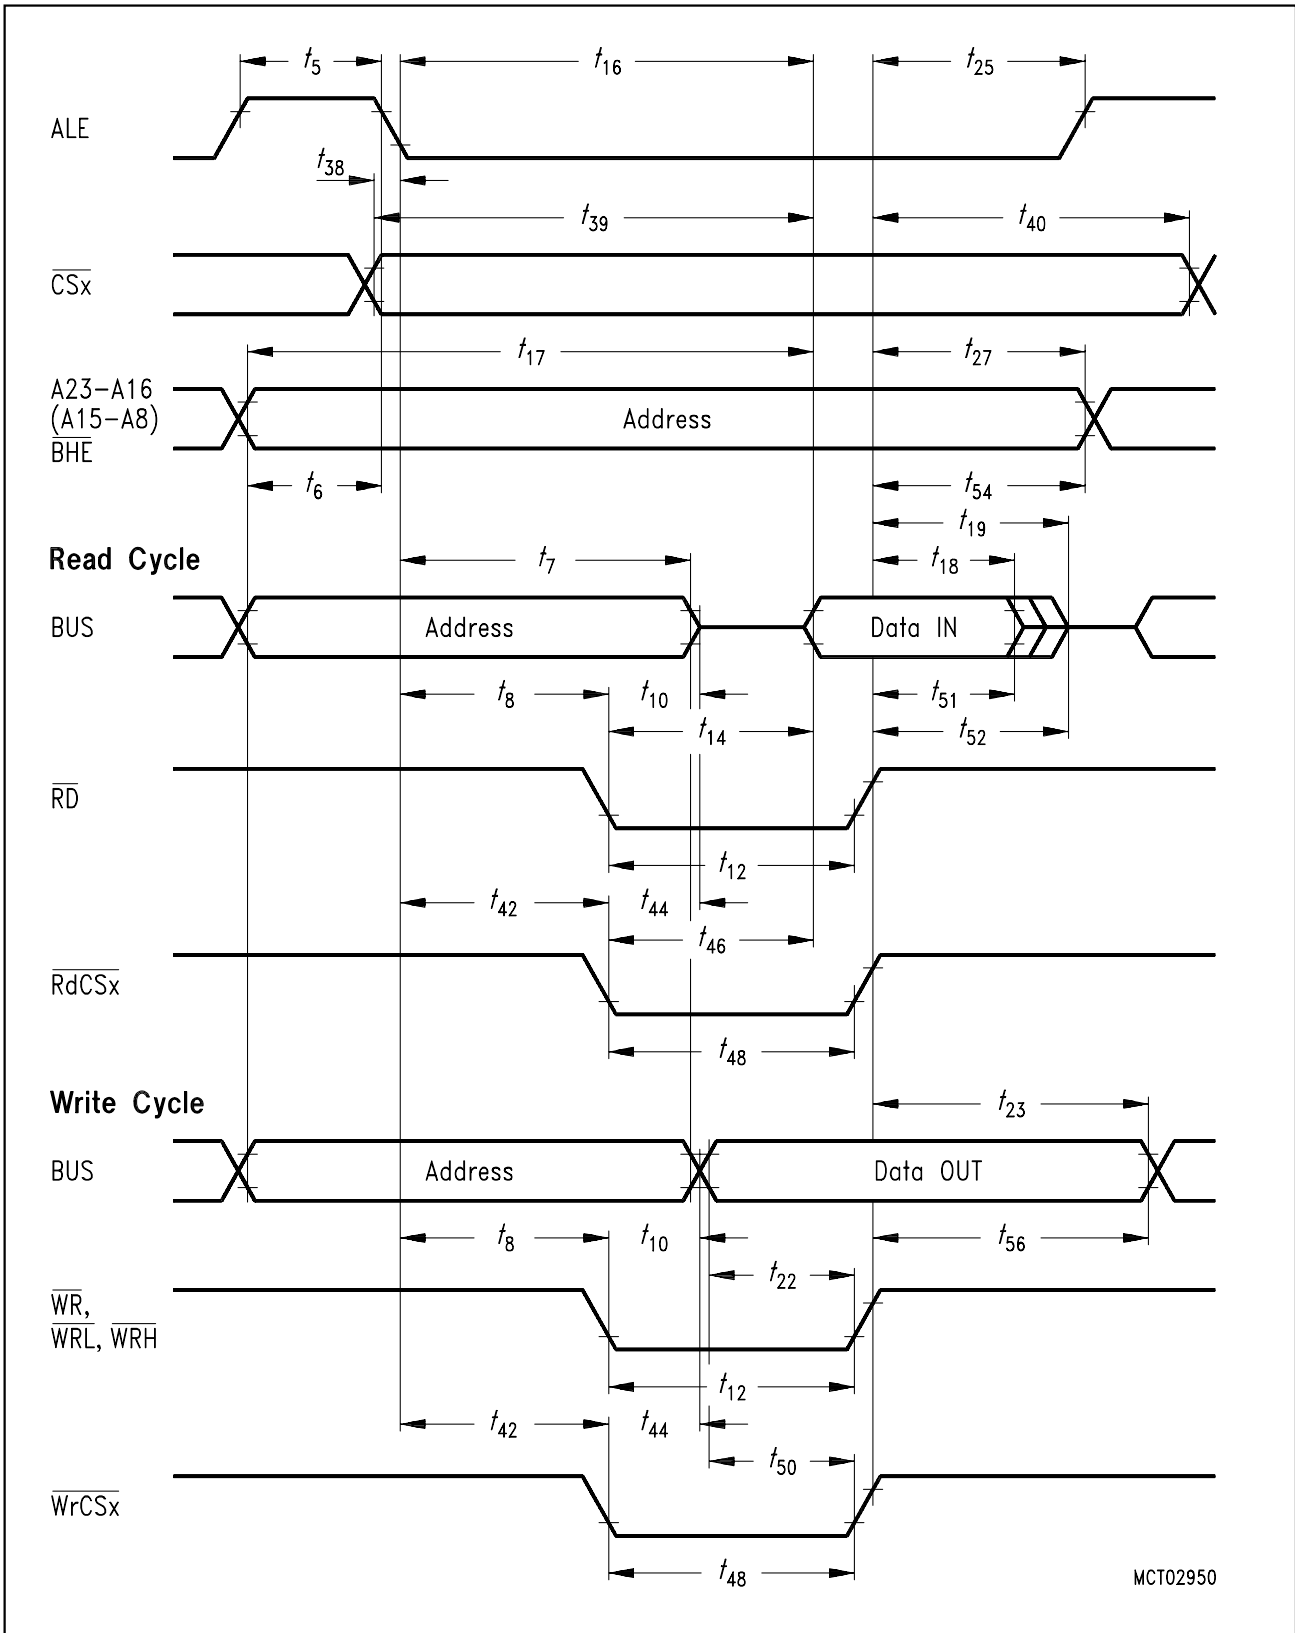 t5 t16 t25
ALE
t38
t39 t40
CSx
t17 t27
A23-A16
(A15-A8)
BHE
Address
t6 t54
t19
Read Cycle
t7 t18
BUS Address Data IN
t8 t10 t51
t14 t52
RD
t12
t42 t44
t46
RdCSx
t48
Write Cycle
t23
BUS Address Data OUT
t8 t10 t56
t22
WR,
WRL, WRH
t12
t42 t44
t50
WrCSx
t48
MCT02950